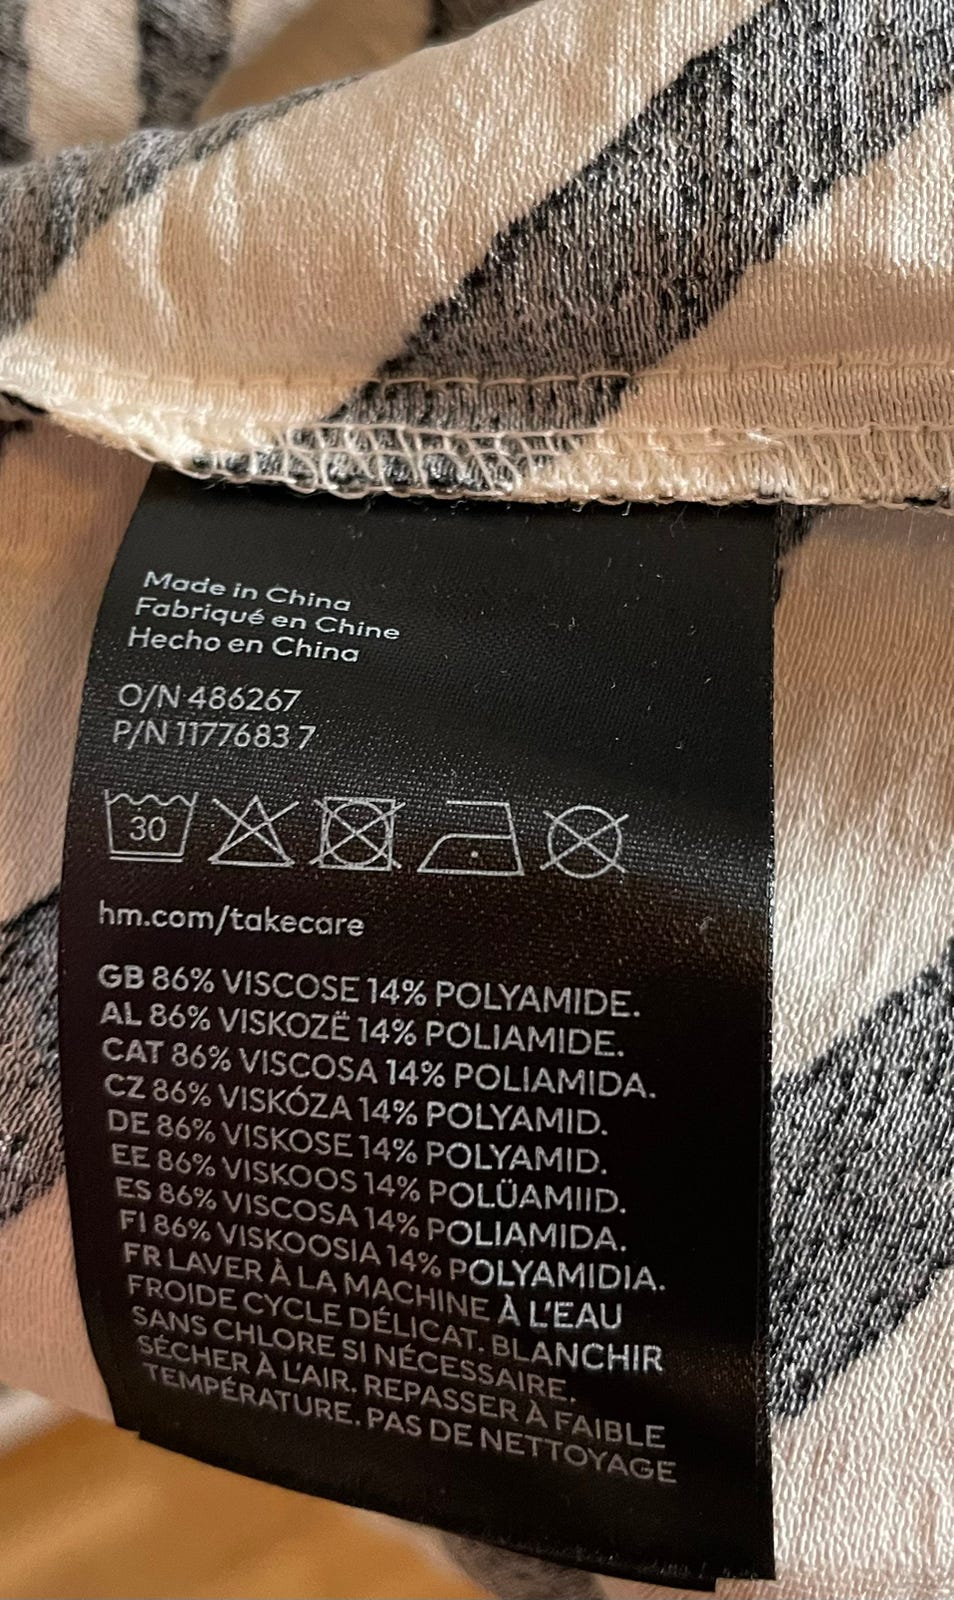 Made in China
Fabriqué en Chine
Hecho en China
O/N 486267
P/N 1177683 7
30
hm.com/takecare
GB 86% VISCOSE 14% POLYAMIDE.
AL 86% VISKOZË 14% POLIAMIDE.
CAT 86% VISCOSA 14% POLIAMIDA.
CZ 86% VISKÓZA 14% POLYAMID.
DE 86% VISKOSE 14% POLYAMID.
EE 86% VISKOOS 14% POLÜAMIID.
ES 86% VISCOSA 14% POLIAMIDA.
FI 86% VISKOOSIA 14% POLYAMIDIA.
FR LAVER À LA MACHINE À L'EAU
FROIDE CYCLE DÉLICAT. BLANCHIR
SANS CHLORE SI NÉCESSAIRE.
SÉCHER À L'AIR. REPASSER À FAIBLE
TEMPÉRATURE. PAS DE NETTOYAGE